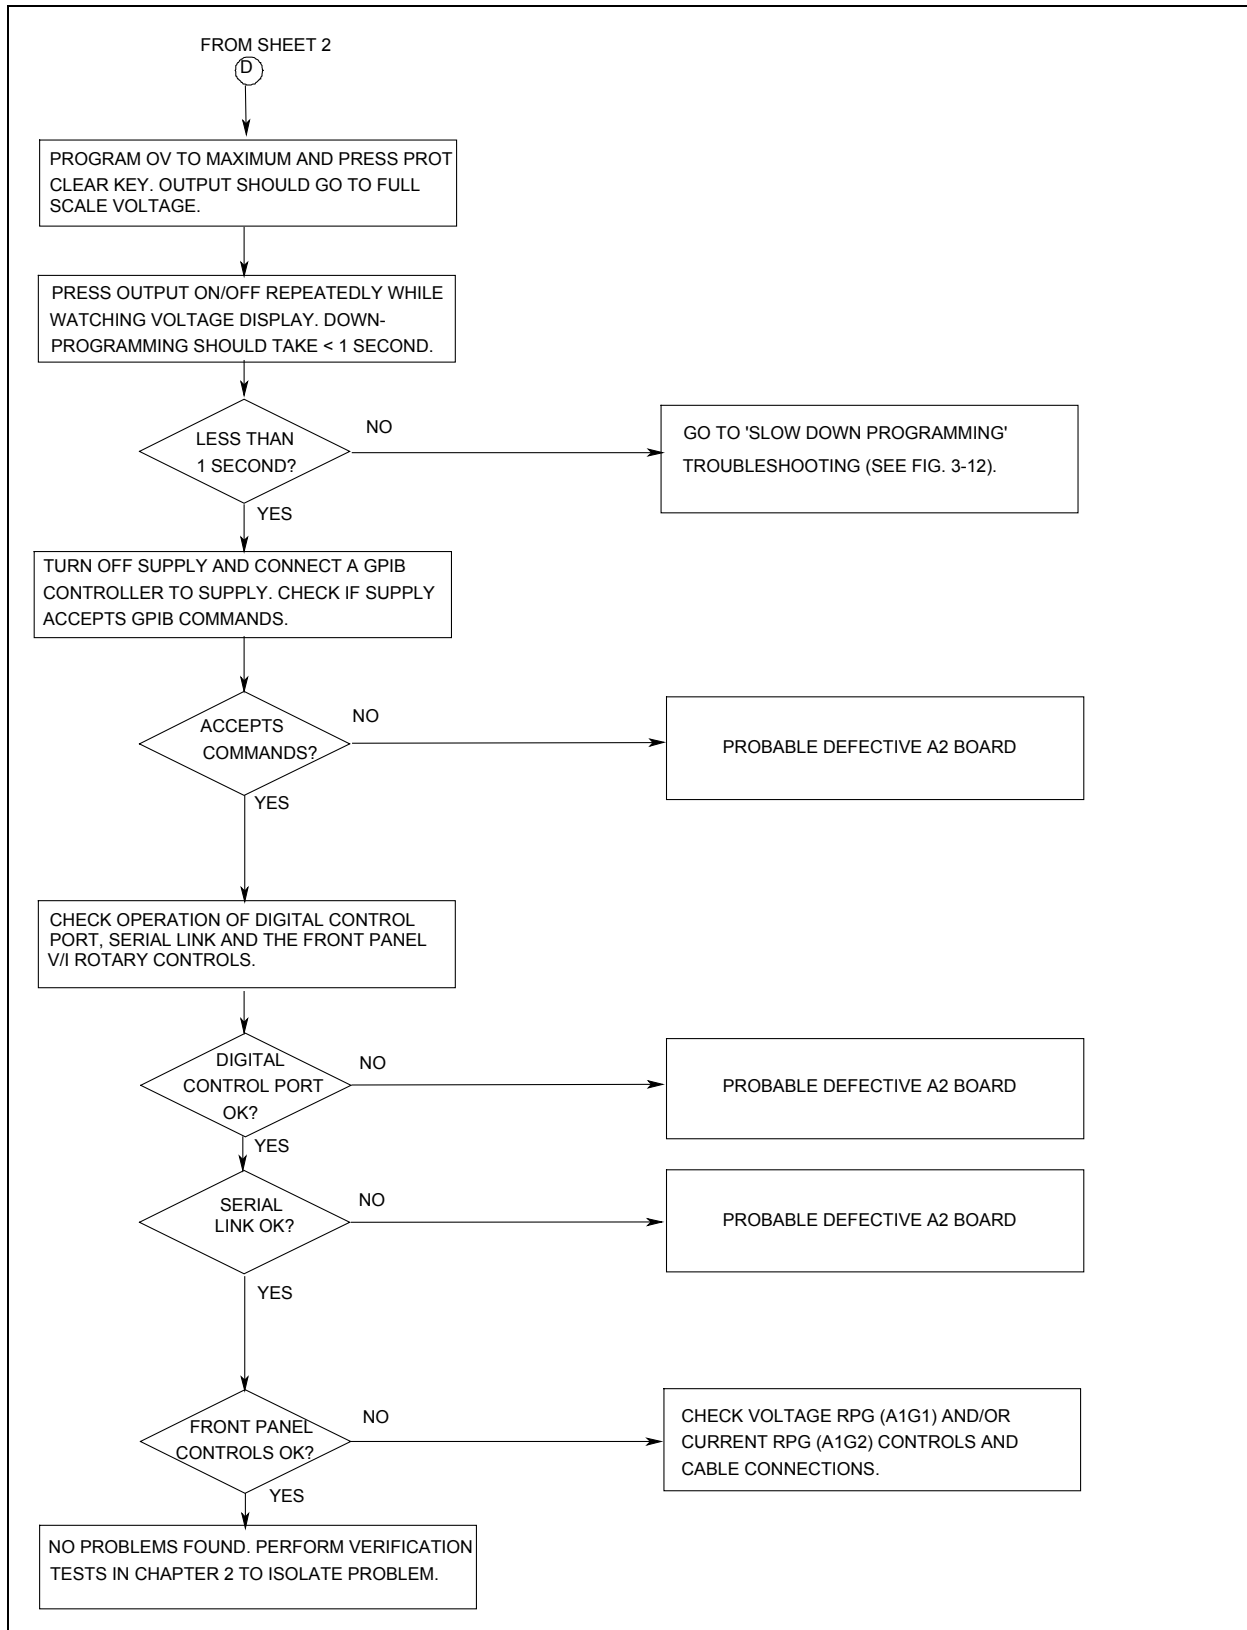 FROM SHEET 2
D
PROGRAM OV TO MAXIMUM AND PRESS PROT
CLEAR KEY. OUTPUT SHOULD GO TO FULL
SCALE VOLTAGE.
PRESS OUTPUT ON/OFF REPEATEDLY WHILE
WATCHING VOLTAGE DISPLAY. DOWN-
PROGRAMMING SHOULD TAKE < 1 SECOND.
LESS THAN
1 SECOND?
NO
GO TO 'SLOW DOWN PROGRAMMING'
TROUBLESHOOTING (SEE FIG. 3-12).
YES
TURN OFF SUPPLY AND CONNECT A GPIB
CONTROLLER TO SUPPLY. CHECK IF SUPPLY
ACCEPTS GPIB COMMANDS.
ACCEPTS
COMMANDS?
NO
PROBABLE DEFECTIVE A2 BOARD
YES
CHECK OPERATION OF DIGITAL CONTROL
PORT, SERIAL LINK AND THE FRONT PANEL
V/I ROTARY CONTROLS.
DIGITAL
CONTROL PORT
OK?
NO
PROBABLE DEFECTIVE A2 BOARD
YES
SERIAL
LINK OK?
NO
PROBABLE DEFECTIVE A2 BOARD
YES
FRONT PANEL
CONTROLS OK?
NO
CHECK VOLTAGE RPG (A1G1) AND/OR
CURRENT RPG (A1G2) CONTROLS AND
CABLE CONNECTIONS.
YES
NO PROBLEMS FOUND. PERFORM VERIFICATION
TESTS IN CHAPTER 2 TO ISOLATE PROBLEM.